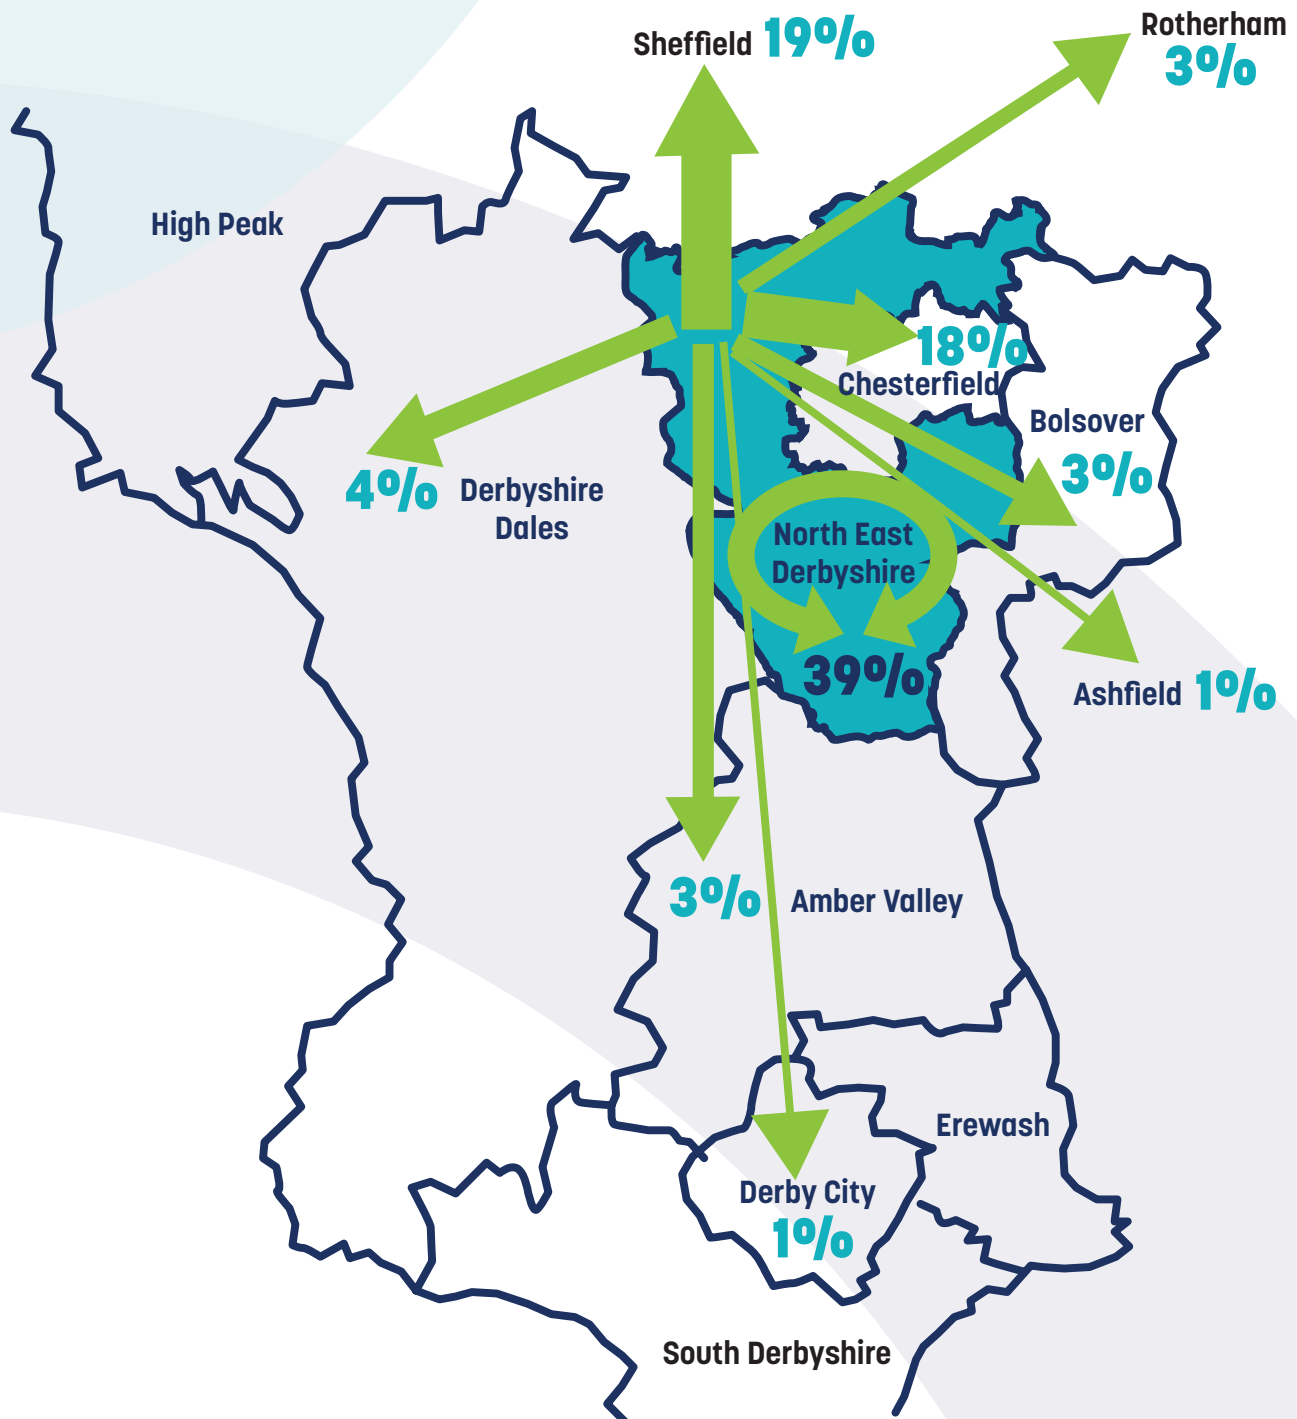 Sheffield 19%
Rotherham
3%
High Peak
18%
Chesterfield
Bolsover
3%
4%
Derbyshire
Dales
North East
Derbyshire
39%
Ashfield 1%
3%
Amber Valley
Erewash
Derby City
1%
South Derbyshire